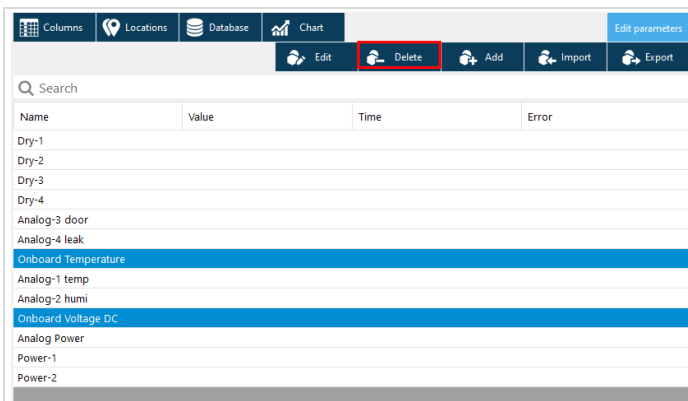 Columns Locations Database Chart Edit parameters
Edit Delete Add Import Export
Search
Name Value Time Error
Dry-1
Dry-2
Dry-3
Dry-4
Analog-3 door
Analog-4 leak
Onboard Temperature
Analog-1 temp
Analog-2 humi
Onboard Voltage DC
Analog Power
Power-1
Power-2